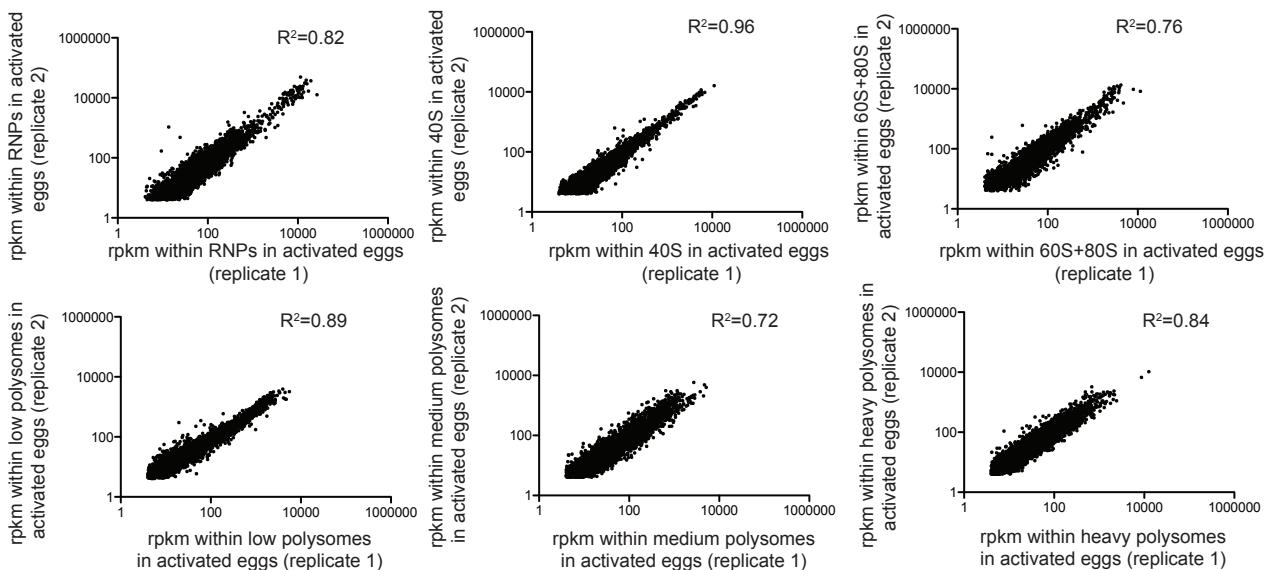 rpkm within RNPs in activated
eggs (replicate 2)
1000000
10000
100
1
R²=0.82
1
100
10000
1000000
rpkm within RNPs in activated eggs
(replicate 1)
rpkm within 40S in activated
eggs (replicate 2)
1000000
10000
100
1
R²=0.96
1
100
10000
1000000
rpkm within 40S in activated eggs
(replicate 1)
rpkm within 60S+80S in
activated eggs (replicate 2)
1000000
10000
100
1
R²=0.76
1
100
10000
1000000
rpkm within 60S+80S in activated eggs
(replicate 1)
rpkm within low polysomes in
activated eggs (replicate 2)
1000000
10000
100
1
R²=0.89
1
100
10000
1000000
rpkm within low polysomes
in activated eggs (replicate 1)
rpkm within medium polysomes
in activated eggs (replicate 2)
1000000
10000
100
1
R²=0.72
1
100
10000
1000000
rpkm within medium polysomes
in activated eggs (replicate 1)
rpkm within heavy polysomes in
activated eggs (replicate 2)
1000000
10000
100
1
R²=0.84
1
100
10000
1000000
rpkm within heavy polysomes
in activated eggs (replicate 1)